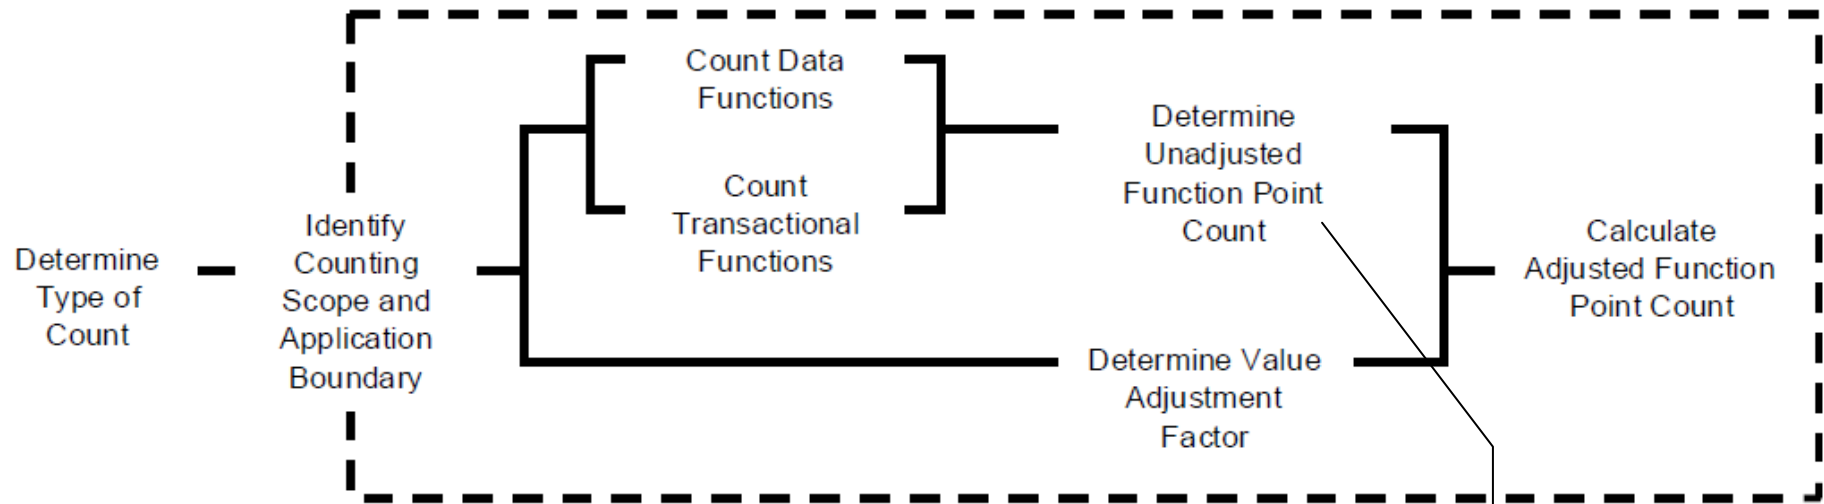 Determine
Type of
Count
Identify
Counting
Scope and
Application
Boundary
Count Data
Functions
Count
Transactional
Functions
Determine
Unadjusted
Function Point
Count
Determine Value
Adjustment
Factor
Calculate
Adjusted Function
Point Count